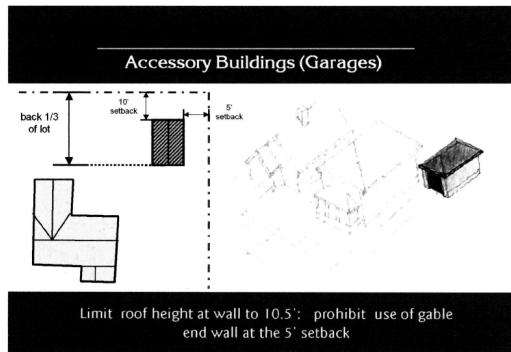 Accessory Buildings (Garages)
back 1/3
of lot
10'
setback
5'
setback
Limit roof height at wall to 10.5': prohibit use of gable
end wall at the 5' setback